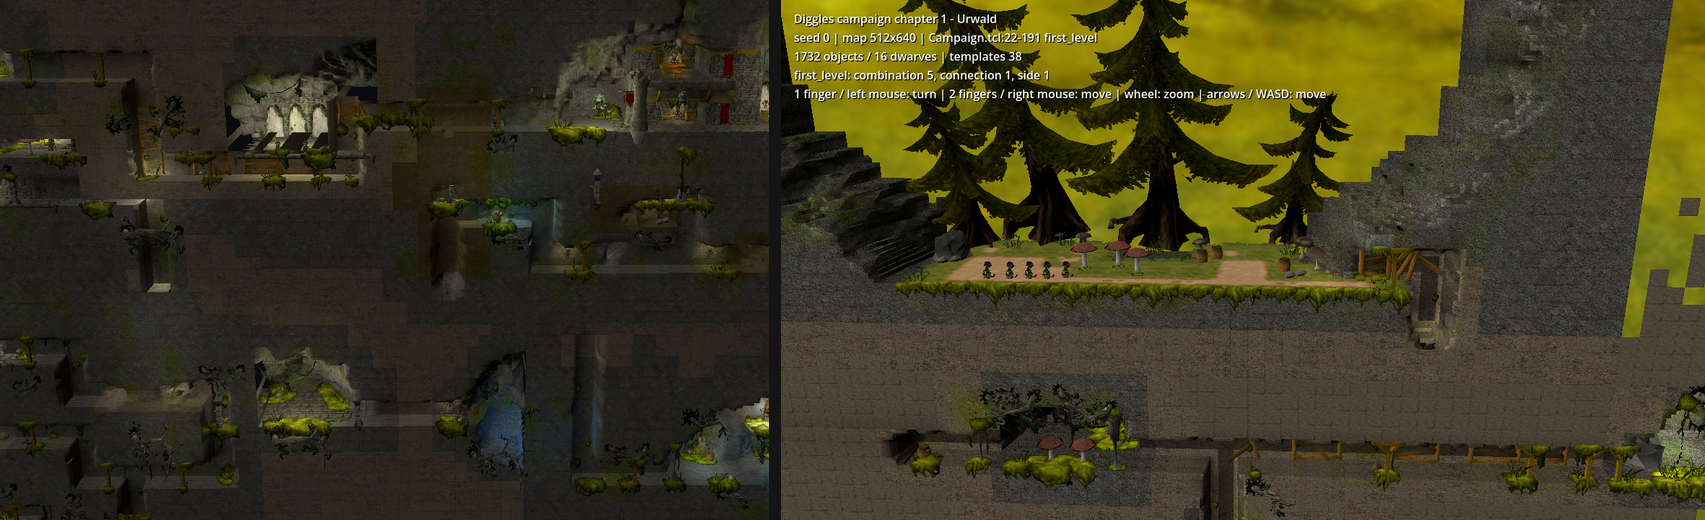 Diggles campaign chapter 1 - Urwald
seed 0 | map 512x640 | Campaign.tcl:22-191 first_level
1732 objects / 16 dwarves | templates 38
first_level: combination 5, connection 1, side 1
1 finger / left mouse: turn | 2 fingers / right mouse: move | wheel: zoom | arrows / WASD: move